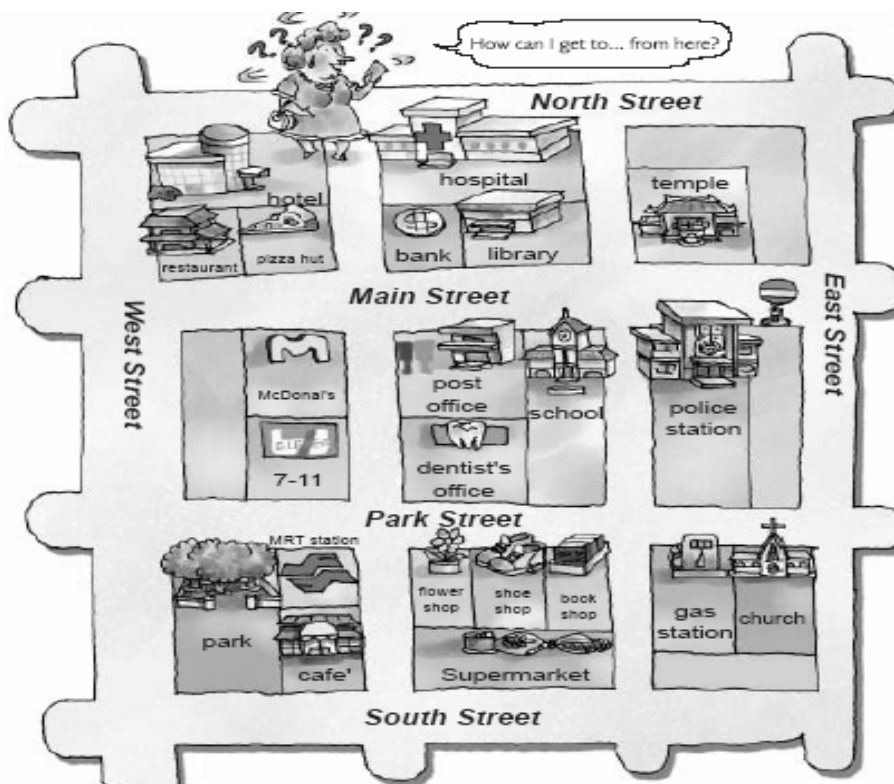 How can I get to... from here?
North Street
hospital
temple
hotel
bank
library
restaurant
pizza hut
Main Street
West Street
East Street
McDonal's
post
office
school
police
station
7-11
dentist's
office
Park Street
MRT station
flower
shop
shoe
shop
book
shop
gas
station
church
park
cafe'
Supermarket
South Street